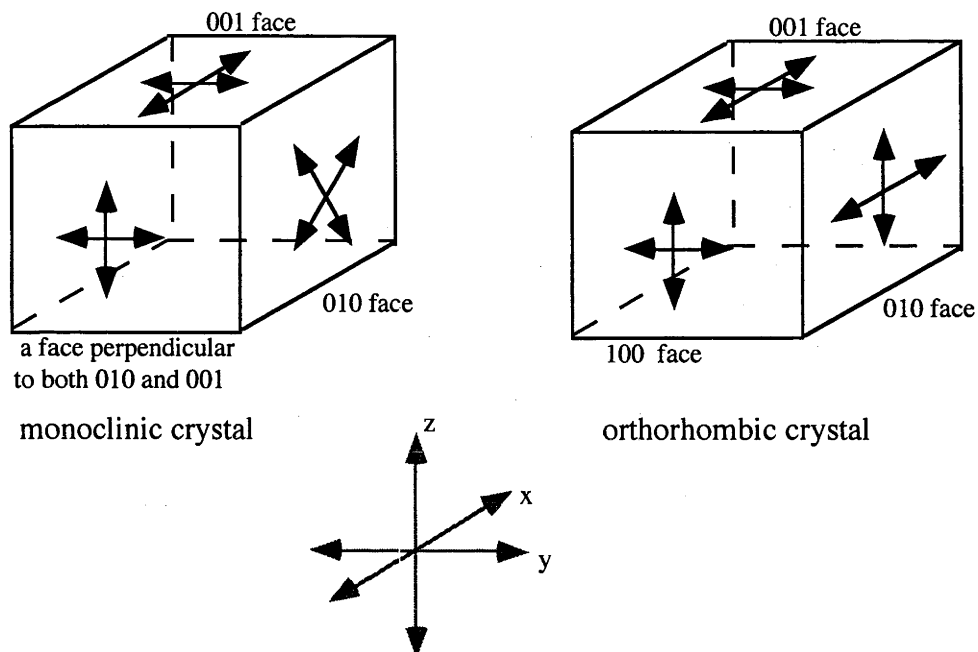 001 face
001 face
010 face
010 face
a face perpendicular
to both 010 and 001
100 face
monoclinic crystal
orthorhombic crystal
z
x
y